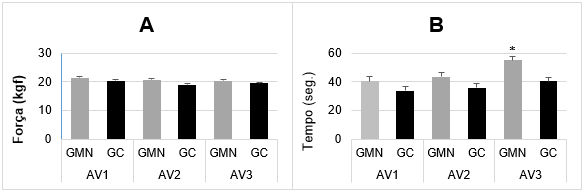 A
Força (kgf)
30
20
10
0
GMN GC GMN GC GMN GC
AV1 AV2 AV3
B
Tempo (seg.)
60
40
20
0
*
GMN GC GMN GC GMN GC
AV1 AV2 AV3